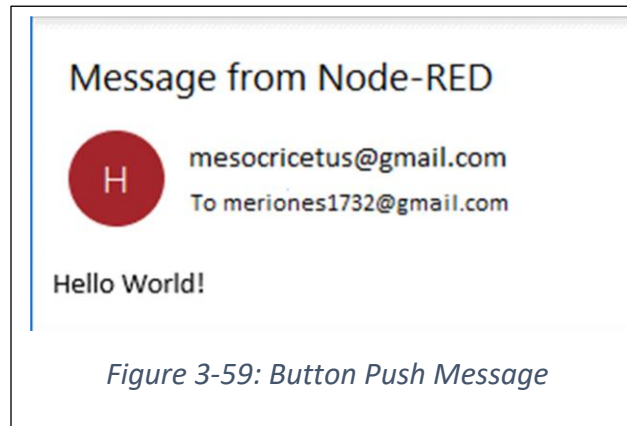 Message from Node-RED
H
mesocricetus@gmail.com
To meriones1732@gmail.com
Hello World!
Figure 3-59: Button Push Message